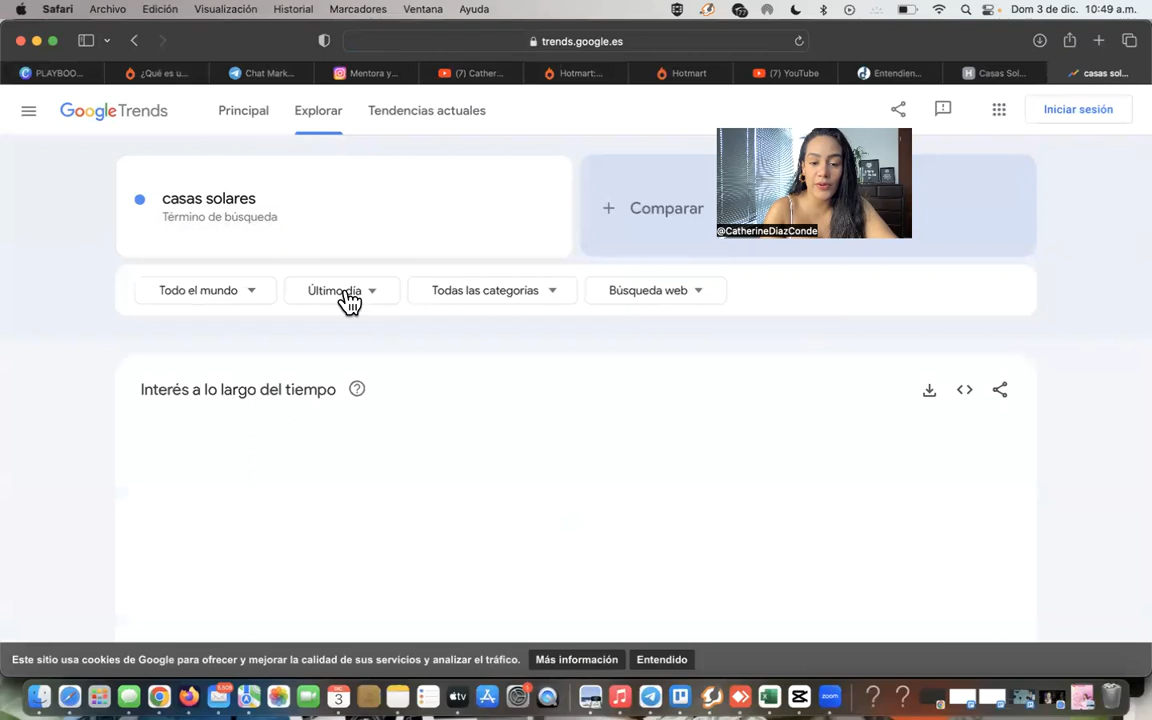 Safari Archivo Edición Visualización Historial Marcadores Ventana Ayuda Dom 3 de dic. 10:49 a.m.
trends.google.es
PLAYBOO... ¿Qué es u... Chat Mark... Mentora y... (7) Cather... Hotmart:... Hotmart (7) YouTube Entendien... Casas Sol... casas sol...
Google Trends Principal Explorar Tendencias actuales Iniciar sesión
casas solares
Término de búsqueda
+ Comparar
@CatherineDiazConde
Todo el mundo Último día Todas las categorías Búsqueda web
Interés a lo largo del tiempo
Este sitio usa cookies de Google para ofrecer y mejorar la calidad de sus servicios y analizar el tráfico. Más información Entendido